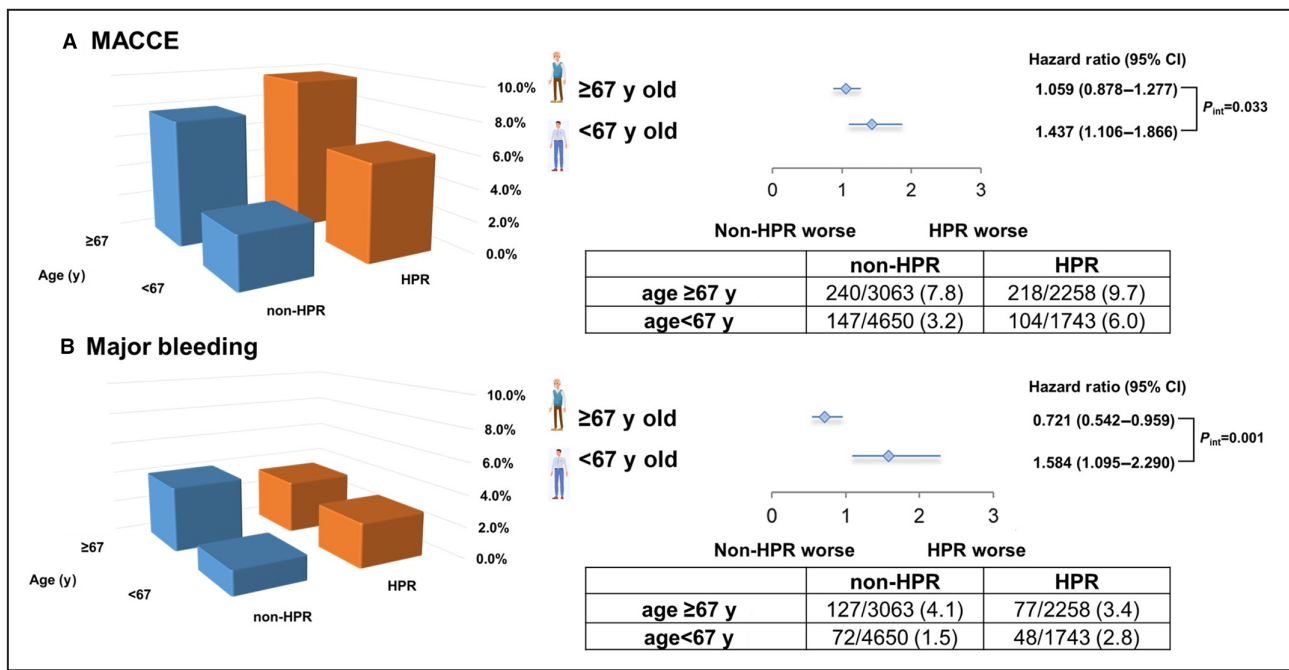 A MACCE
10.0%
8.0%
6.0%
4.0%
2.0%
0.0%
≥67
Age (y)
<67
non-HPR
HPR
≥67 y old
<67 y old
Hazard ratio (95% CI)
1.059 (0.878–1.277)
Pint=0.033
1.437 (1.106–1.866)
0 1 2 3
Non-HPR worse HPR worse
non-HPR HPR
age ≥67 y 240/3063 (7.8) 218/2258 (9.7)
age<67 y 147/4650 (3.2) 104/1743 (6.0)
B Major bleeding
10.0%
8.0%
6.0%
4.0%
2.0%
0.0%
≥67
Age (y)
<67
non-HPR
HPR
≥67 y old
<67 y old
Hazard ratio (95% CI)
0.721 (0.542–0.959)
Pint=0.001
1.584 (1.095–2.290)
0 1 2 3
Non-HPR worse HPR worse
non-HPR HPR
age ≥67 y 127/3063 (4.1) 77/2258 (3.4)
age<67 y 72/4650 (1.5) 48/1743 (2.8)